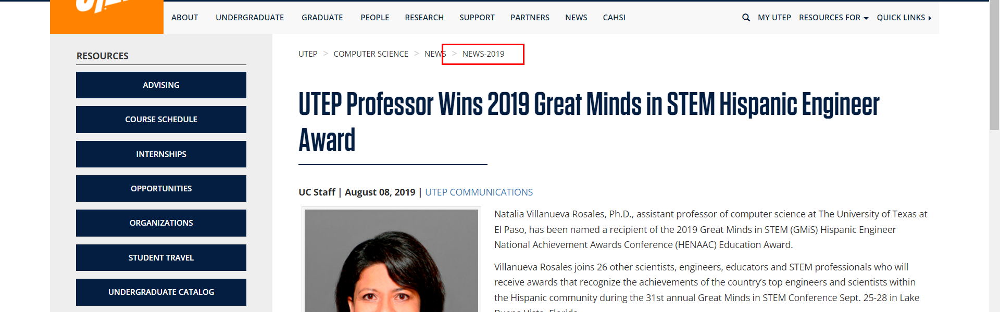 ABOUT UNDERGRADUATE GRADUATE PEOPLE RESEARCH SUPPORT PARTNERS NEWS CAHSI MY UTEP RESOURCES FOR QUICK LINKS
RESOURCES
ADVISING
COURSE SCHEDULE
INTERNSHIPS
OPPORTUNITIES
ORGANIZATIONS
STUDENT TRAVEL
UNDERGRADUATE CATALOG
UTEP > COMPUTER SCIENCE > NEWS > NEWS-2019
UTEP Professor Wins 2019 Great Minds in STEM Hispanic Engineer
Award
UC Staff | August 08, 2019 | UTEP COMMUNICATIONS
Natalia Villanueva Rosales, Ph.D., assistant professor of computer science at The University of Texas at
El Paso, has been named a recipient of the 2019 Great Minds in STEM (GMiS) Hispanic Engineer
National Achievement Awards Conference (HENAAC) Education Award.
Villanueva Rosales joins 26 other scientists, engineers, educators and STEM professionals who will
receive awards that recognize the achievements of the country’s top engineers and scientists within
the Hispanic community during the 31st annual Great Minds in STEM Conference Sept. 25-28 in Lake